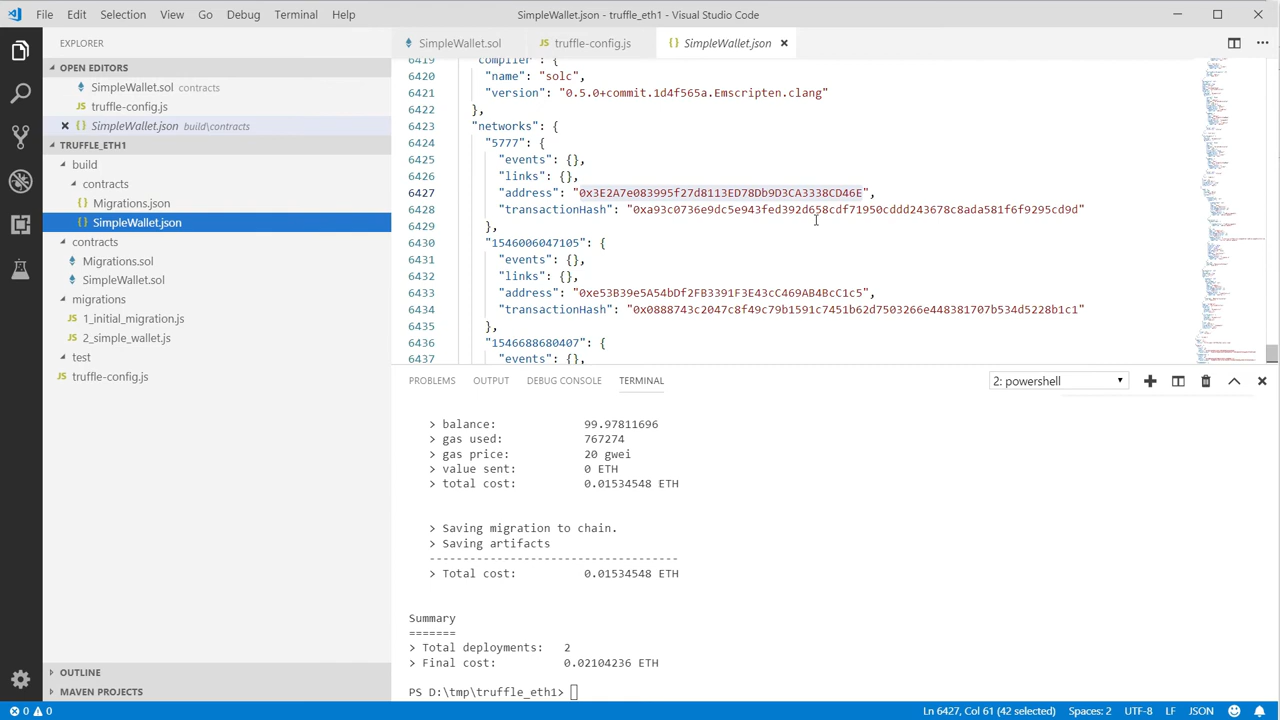 File Edit Selection View Go Debug Terminal Help
SimpleWallet.json - truffle_eth1 - Visual Studio Code
EXPLORER
OPEN EDITORS
SimpleWallet.sol contracts
truffle-config.js
SimpleWallet.json build\contracts
TRUFFLE_ETH1
build
contracts
Migrations.json
SimpleWallet.json
contracts
Migrations.sol
SimpleWallet.sol
migrations
1_initial_migration.js
2_simple_wallet.js
test
truffle-config.js
OUTLINE
MAVEN PROJECTS
SimpleWallet.sol truffle-config.js SimpleWallet.json
6419 "compiler": {
6420 "name": "solc",
6421 "version": "0.5.0+commit.1d4f565a.Emscripten.clang"
6422 },
6423 "networks": {
6424
6425 "events": {},
6426 "links": {},
6427 "address":
6428 "transactionHash":
6429 },
6430
6431 "events": {},
6432 "links": {},
6433 "address":
6434 "transactionHash":
6435 },
6436
6437 "events": {},
PROBLEMS OUTPUT DEBUG CONSOLE TERMINAL
2: powershell
> balance: 99.97811696
> gas used: 767274
> gas price: 20 gwei
> value sent: 0 ETH
> total cost: 0.01534548 ETH
> Saving migration to chain.
> Saving artifacts
-------------------------------------
> Total cost: 0.01534548 ETH
Summary
=======
> Total deployments: 2
> Final cost: 0.02104236 ETH
PS D:\tmp\truffle_eth1>
0 0 Ln 6427, Col 61 (42 selected) Spaces: 2 UTF-8 LF JSON